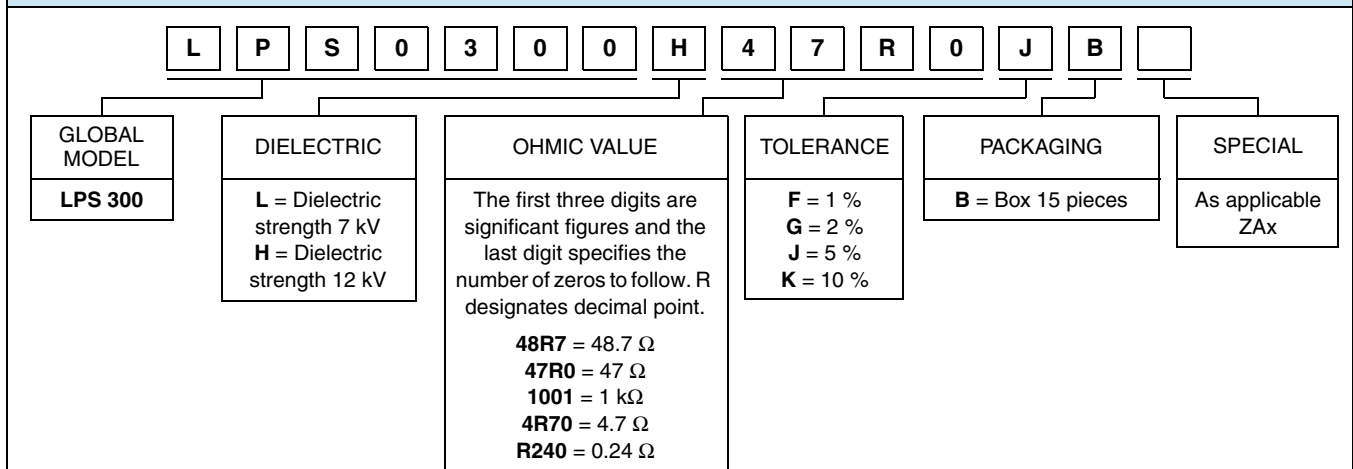 L P S 0 3 0 0 H 4 7 R 0 J B
GLOBAL
MODEL
LPS 300
DIELECTRIC
L = Dielectric
strength 7 kV
H = Dielectric
strength 12 kV
OHMIC VALUE
The first three digits are
significant figures and the
last digit specifies the
number of zeros to follow. R
designates decimal point.
48R7 = 48.7 Ω
47R0 = 47 Ω
1001 = 1 kΩ
4R70 = 4.7 Ω
R240 = 0.24 Ω
TOLERANCE
F = 1 %
G = 2 %
J = 5 %
K = 10 %
PACKAGING
B = Box 15 pieces
SPECIAL
As applicable
ZAx